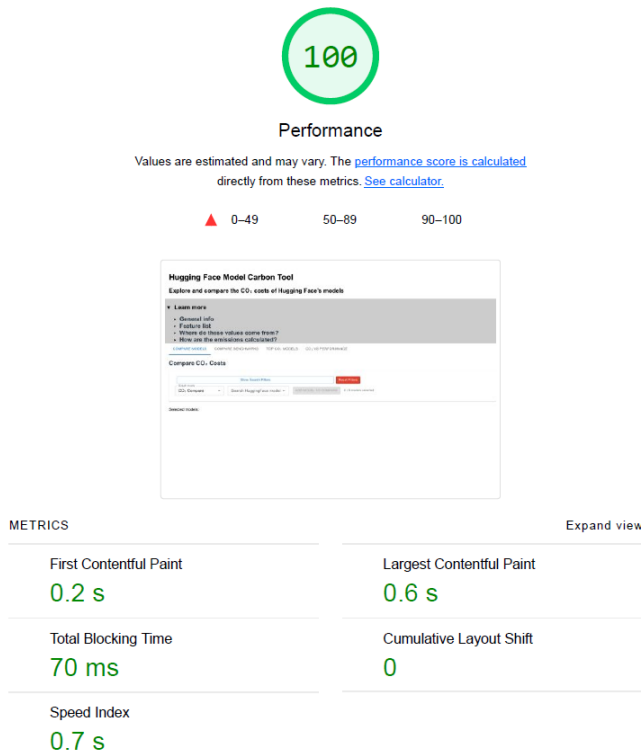 100
Performance
Values are estimated and may vary. The performance score is calculated
directly from these metrics. See calculator.
0–49
50–89
90–100
Hugging Face Model Carbon Tool
Explore and compare the CO₂ costs of Hugging Face's models
Learn more
General info
Feature list
Where do these values come from?
How are the emissions calculated?
COMPARE MODELS
Compare CO₂ Costs
CO₂ Compare
METRICS
Expand view
First Contentful Paint
0.2 s
Largest Contentful Paint
0.6 s
Total Blocking Time
70 ms
Cumulative Layout Shift
0
Speed Index
0.7 s